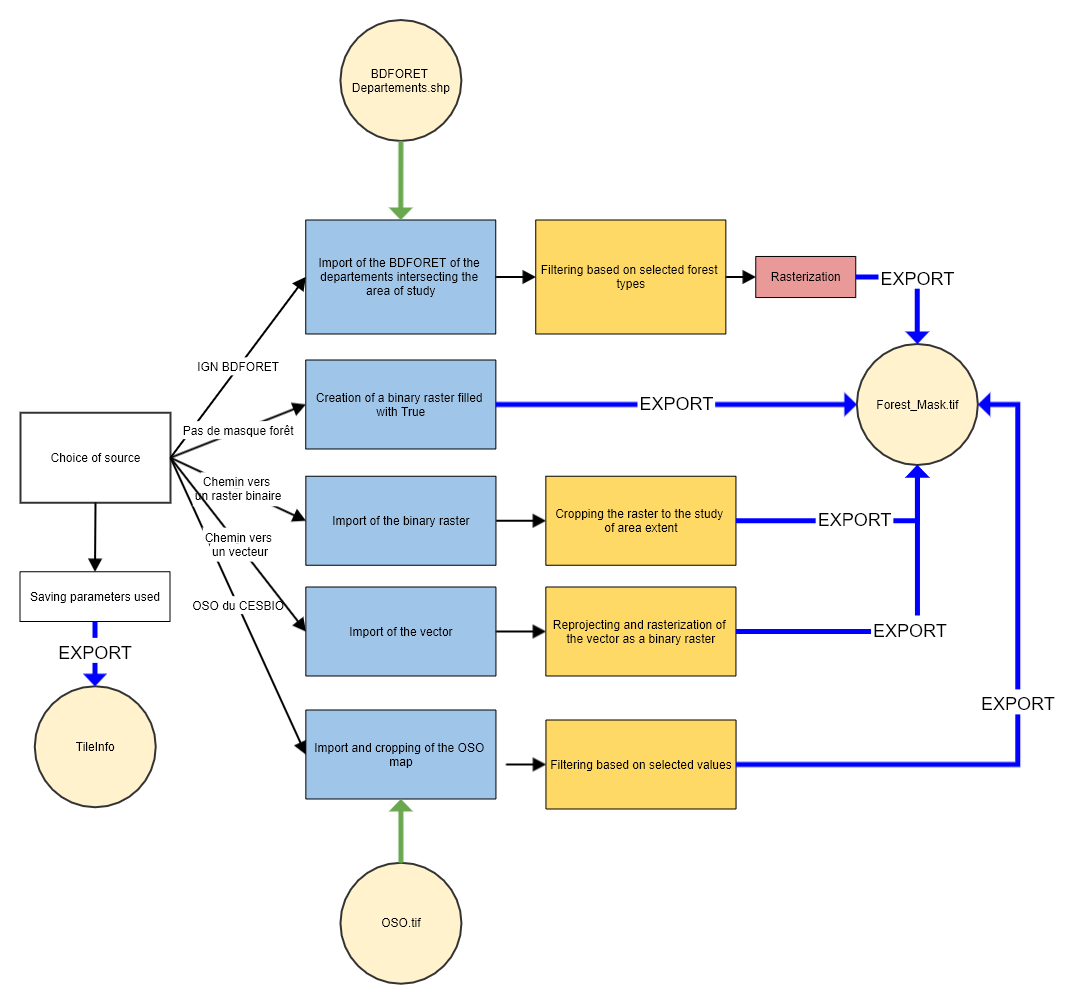 BDFORET
Departements.shp
Import of the BDFORET of the
departements intersecting the
area of study
Filtering based on selected forest
types
Rasterization
EXPORT
IGN BDFORET
Creation of a binary raster filled
with True
EXPORT
Forest_Mask.tif
Pas de masque forêt
Choice of source
Chemin vers
un raster binaire
Import of the binary raster
Cropping the raster to the study
of area extent
EXPORT
Chemin vers
un vecteur
Saving parameters used
OSO du CESBIO
Import of the vector
Reprojecting and rasterization of
the vector as a binary raster
EXPORT
EXPORT
TileInfo
Import and cropping of the OSO
map
Filtering based on selected values
EXPORT
OSO.tif